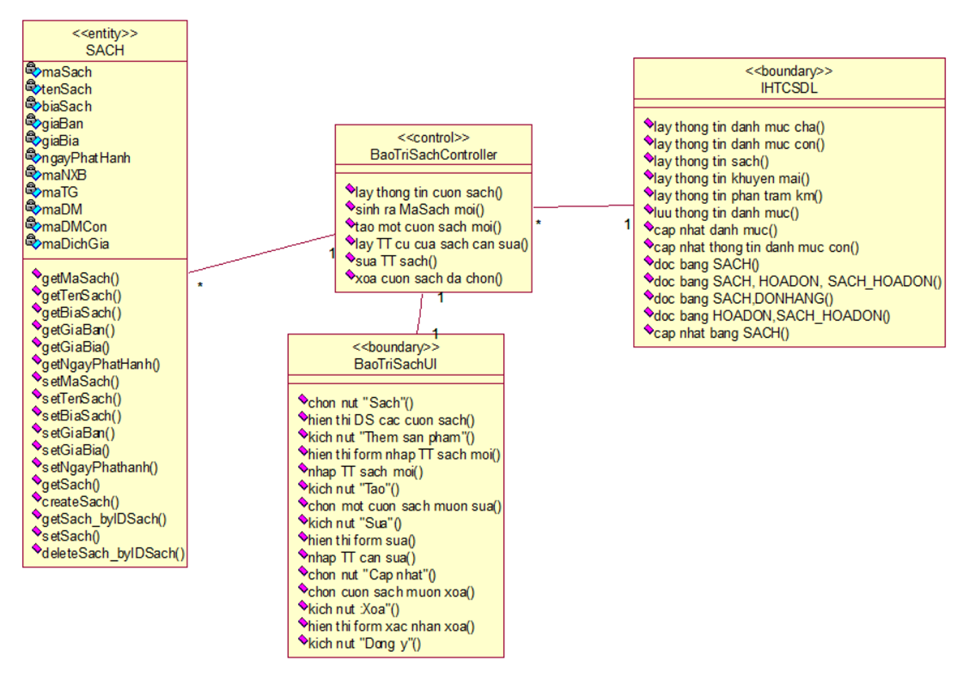 <<entity>>
SACH
maSach
tenSach
biaSach
giaBan
giaBia
ngayPhatHanh
maNXB
maTG
maDM
maDMCon
maDichGia
getMaSach()
getTenSach()
getBiaSach()
getGiaBan()
getGiaBia()
getNgayPhatHanh()
setMaSach()
setTenSach()
setBiaSach()
setGiaBan()
setGiaBia()
setNgayPhathanh()
getSach()
createSach()
getSach_byIDSach()
setSach()
deleteSach_byIDSach()
*
1
<<control>>
BaoTriSachController
lay thong tin cuon sach()
sinh ra MaSach moi()
tao mot cuon sach moi()
lay TT cu cua sach can sua()
sua TT sach()
xoa cuon sach da chon()
*
1
1
1
<<boundary>>
IHTCSDL
lay thong tin danh muc cha()
lay thong tin danh muc con()
lay thong tin sach()
lay thong tin khuyen mai()
lay thong tin phan tram km()
luu thong tin danh muc()
cap nhat danh muc()
cap nhat thong tin danh muc con()
doc bang SACH()
doc bang SACH, HOADON, SACH_HOADON()
doc bang SACH,DONHANG()
doc bang HOADON,SACH_HOADON()
cap nhat bang SACH()
<<boundary>>
BaoTriSachUI
chon nut "Sach"()
hien thi DS cac cuon sach()
kich nut "Them san pham"()
hien thi form nhap TT sach moi()
nhap TT sach moi()
kich nut "Tao"()
chon mot cuon sach muon sua()
kich nut "Sua"()
hien thi form sua()
nhap TT can sua()
chon nut "Cap nhat"()
chon cuon sach muon xoa()
kich nut :Xoa"()
hien thi form xac nhan xoa()
kich nut "Dong y"()